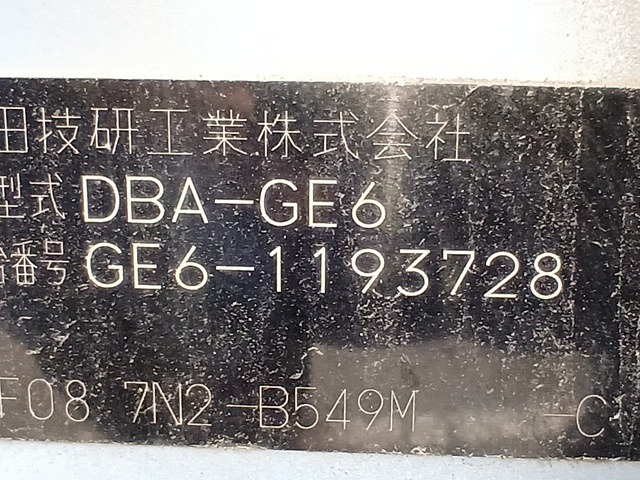 田技研工業株式会社
型式 DBA-GE6
番号 GE6-1193728
F08 7N2-B549M -C